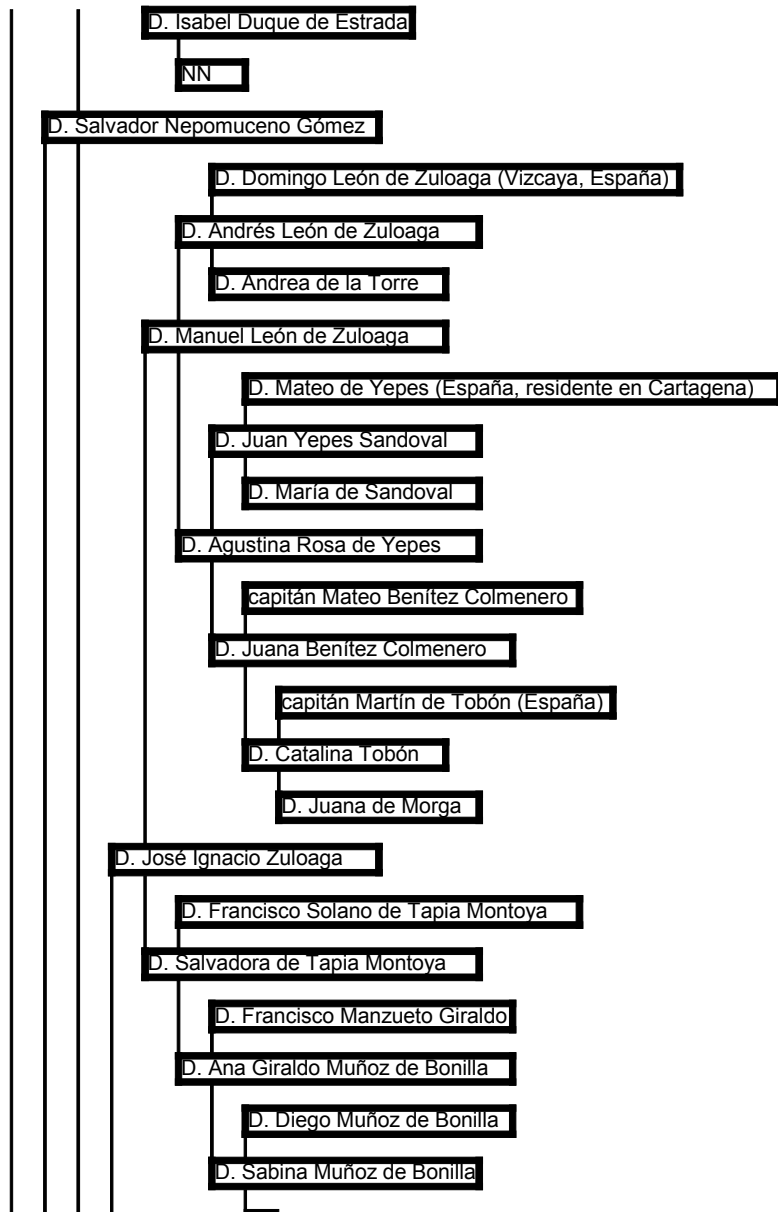 D. Isabel Duque de Estrada
NN
D. Salvador Nepomuceno Gómez
D. Domingo León de Zuloaga (Vizcaya, España)
D. Andrés León de Zuloaga
D. Andrea de la Torre
D. Manuel León de Zuloaga
D. Mateo de Yepes (España, residente en Cartagena)
D. Juan Yepes Sandoval
D. María de Sandoval
D. Agustina Rosa de Yepes
capitán Mateo Benítez Colmenero
D. Juana Benítez Colmenero
capitán Martín de Tobón (España)
D. Catalina Tobón
D. Juana de Morga
D. José Ignacio Zuloaga
D. Francisco Solano de Tapia Montoya
D. Salvadora de Tapia Montoya
D. Francisco Manzueto Giraldo
D. Ana Giraldo Muñoz de Bonilla
D. Diego Muñoz de Bonilla
D. Sabina Muñoz de Bonilla